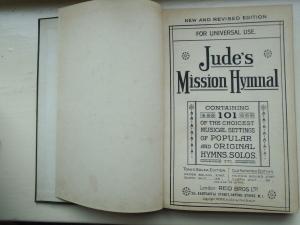 NEW AND REVISED EDITION
FOR UNIVERSAL USE.
Jude's
Mission Hymnal
CONTAINING
101
OF THE CHOICEST
MUSICAL SETTINGS
OF POPULAR
AND ORIGINAL
HYMNS, SOLOS,
ETC.
London: REID BROS LTD